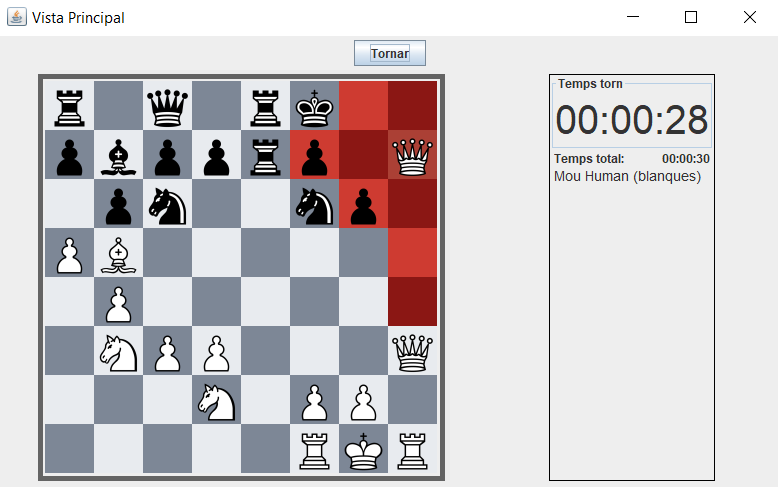 Vista Principal
Tornar
Temps torn
00:00:28
Temps total: 00:00:30
Mou Human (blanques)